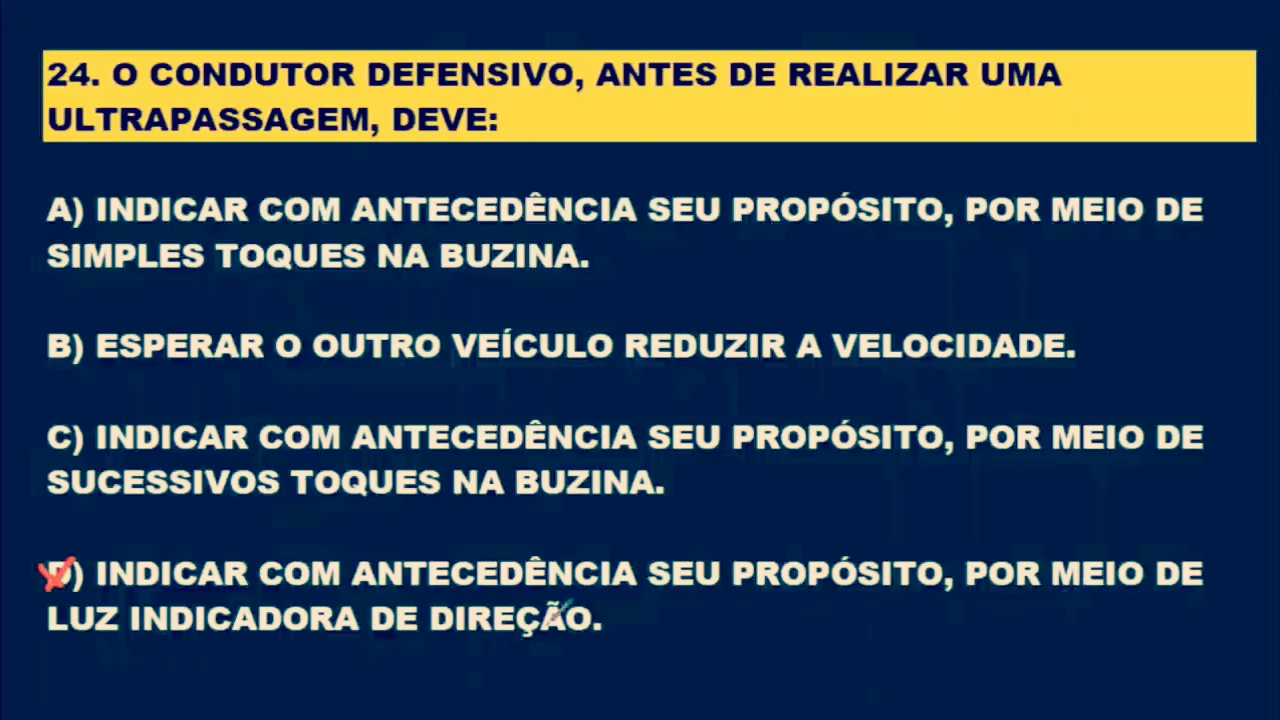 24. O CONDUTOR DEFENSIVO, ANTES DE REALIZAR UMA
ULTRAPASSAGEM, DEVE:
A) INDICAR COM ANTECEDÊNCIA SEU PROPÓSITO, POR MEIO DE
SIMPLES TOQUES NA BUZINA.
B) ESPERAR O OUTRO VEÍCULO REDUZIR A VELOCIDADE.
C) INDICAR COM ANTECEDÊNCIA SEU PROPÓSITO, POR MEIO DE
SUCESSIVOS TOQUES NA BUZINA.
D) INDICAR COM ANTECEDÊNCIA SEU PROPÓSITO, POR MEIO DE
LUZ INDICADORA DE DIREÇÃO.